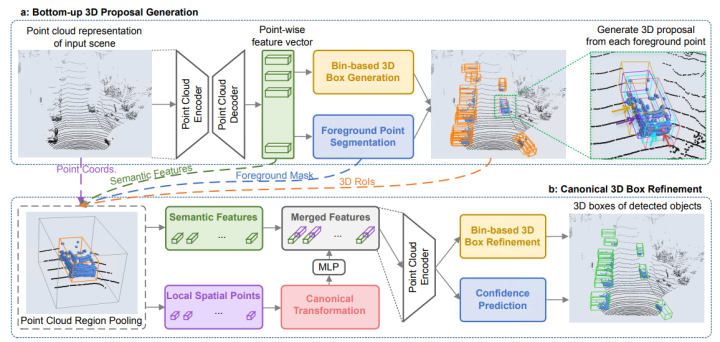 a: Bottom-up 3D Proposal Generation
Point cloud representation
of input scene
Point Cloud
Encoder
Point Cloud
Decoder
Point-wise
feature vector
Bin-based 3D
Box Generation
Foreground Point
Segmentation
Generate 3D proposal
from each foreground point
Point Coords.
Semantic Features
Foreground Mask
3D RoIs
b: Canonical 3D Box Refinement
Point Cloud Region Pooling
Semantic Features
...
Local Spatial Points
...
Merged Features
...
MLP
Canonical
Transformation
Point Cloud
Encoder
Bin-based 3D
Box Refinement
Confidence
Prediction
3D boxes of detected objects